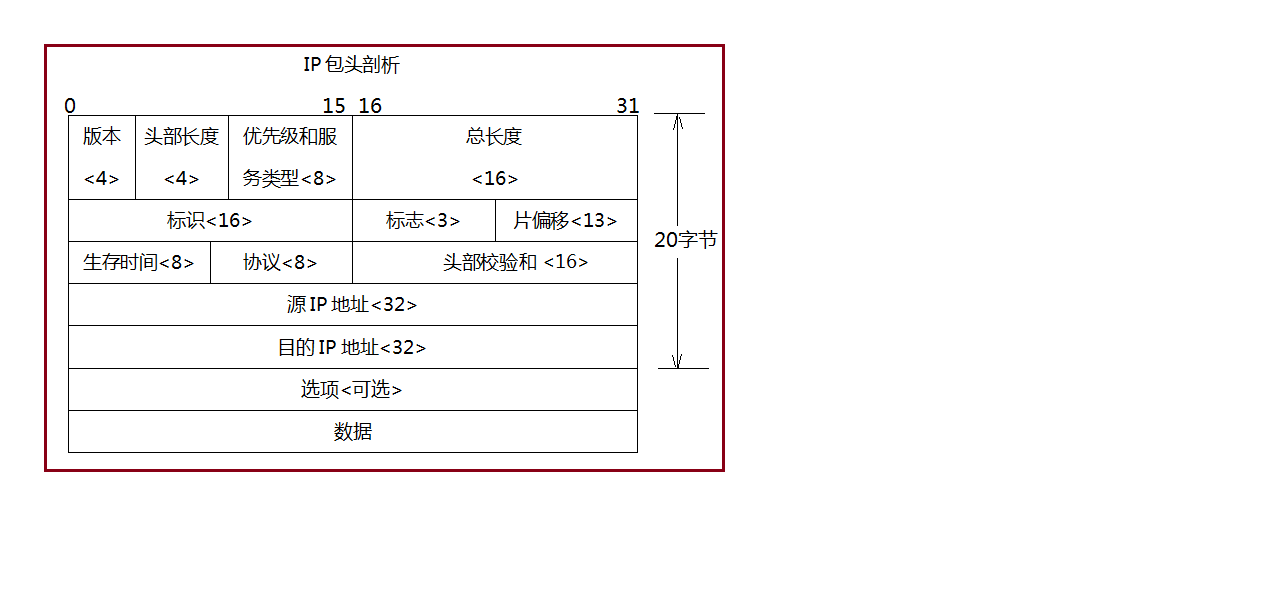 IP 包头剖析
0 15 16 31
版本 头部长度 优先级和服 总长度
<4> <4> 务类型<8> <16>
标识<16> 标志<3> 片偏移<13>
20字节
生存时间<8> 协议<8> 头部校验和 <16>
源 IP 地址<32>
目的 IP 地址<32>
选项<可选>
数据